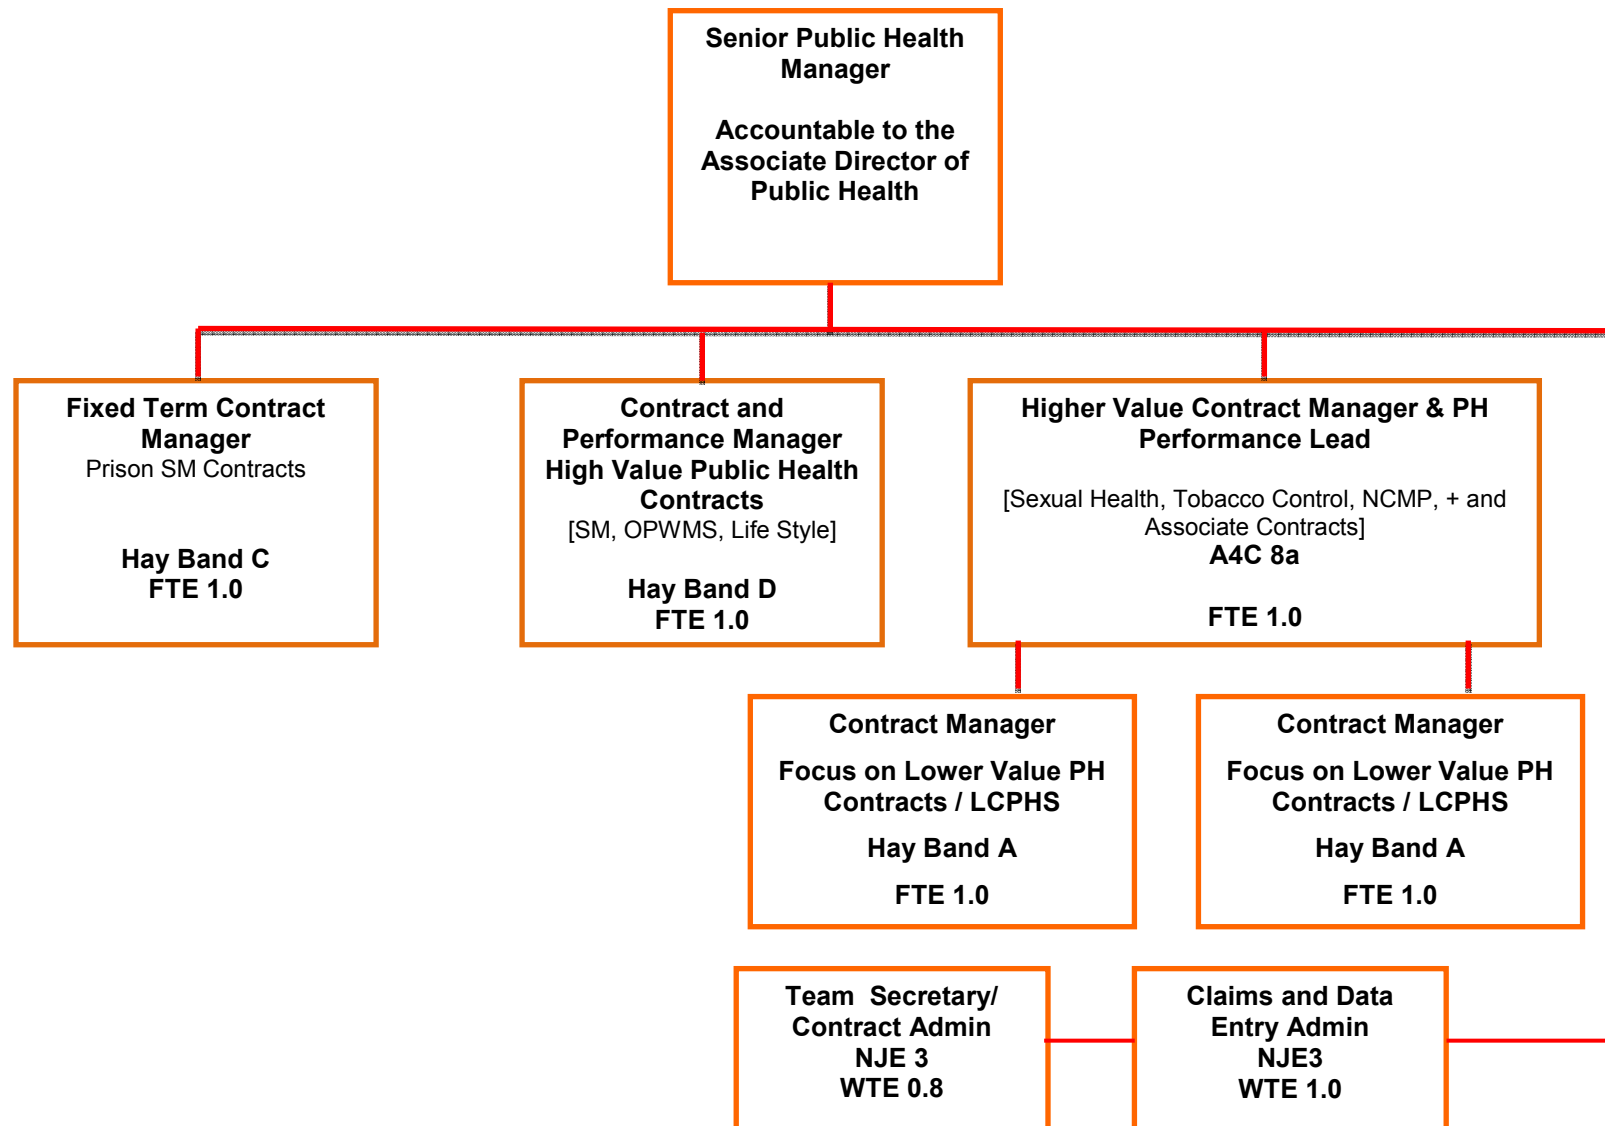 Senior Public Health
Manager
Accountable to the
Associate Director of
Public Health
Fixed Term Contract
Manager
Prison SM Contracts
Hay Band C
FTE 1.0
Contract and
Performance Manager
High Value Public Health
Contracts
[SM, OPWMS, Life Style]
Hay Band D
FTE 1.0
Higher Value Contract Manager & PH
Performance Lead
[Sexual Health, Tobacco Control, NCMP, + and
Associate Contracts]
A4C 8a
FTE 1.0
Contract Manager
Focus on Lower Value PH
Contracts / LCPHS
Hay Band A
FTE 1.0
Contract Manager
Focus on Lower Value PH
Contracts / LCPHS
Hay Band A
FTE 1.0
Team  Secretary/
Contract Admin
NJE 3
WTE 0.8
Claims and Data
Entry Admin
NJE3
WTE 1.0